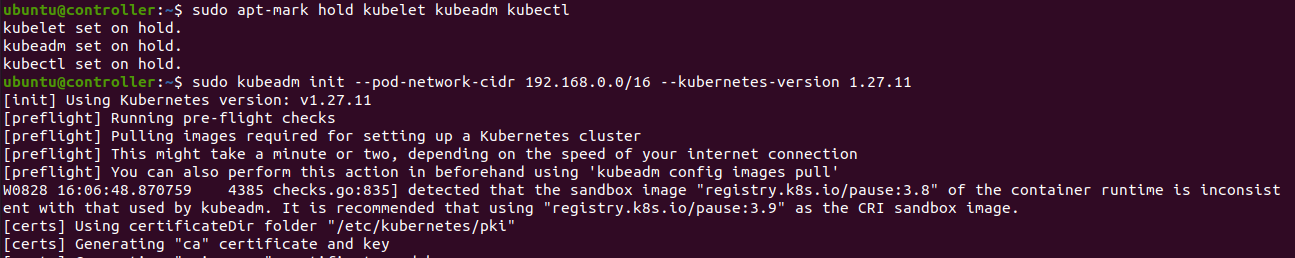 ubuntu@controller:~$ sudo apt-mark hold kubelet kubeadm kubectl
kubelet set on hold.
kubeadm set on hold.
kubectl set on hold.
ubuntu@controller:~$ sudo kubeadm init --pod-network-cidr 192.168.0.0/16 --kubernetes-version 1.27.11
[init] Using Kubernetes version: v1.27.11
[preflight] Running pre-flight checks
[preflight] Pulling images required for setting up a Kubernetes cluster
[preflight] This might take a minute or two, depending on the speed of your internet connection
[preflight] You can also perform this action in beforehand using 'kubeadm config images pull'
W0828 16:06:48.870759    4385 checks.go:835] detected that the sandbox image "registry.k8s.io/pause:3.8" of the container runtime is inconsist
ent with that used by kubeadm. It is recommended that using "registry.k8s.io/pause:3.9" as the CRI sandbox image.
[certs] Using certificateDir folder "/etc/kubernetes/pki"
[certs] Generating "ca" certificate and key